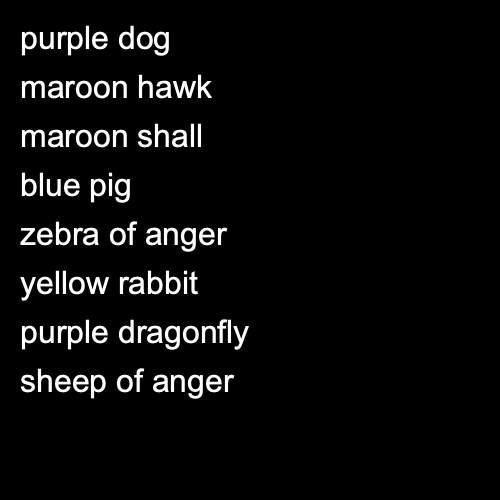 purple dog
maroon hawk
maroon shall
blue pig
zebra of anger
yellow rabbit
purple dragonfly
sheep of anger